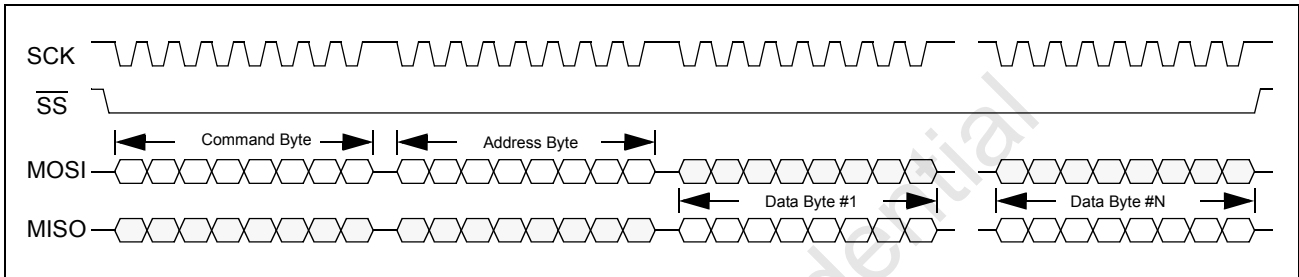 SCK
SS
Command Byte
Address Byte
MOSI
Data Byte #1
Data Byte #N
MISO